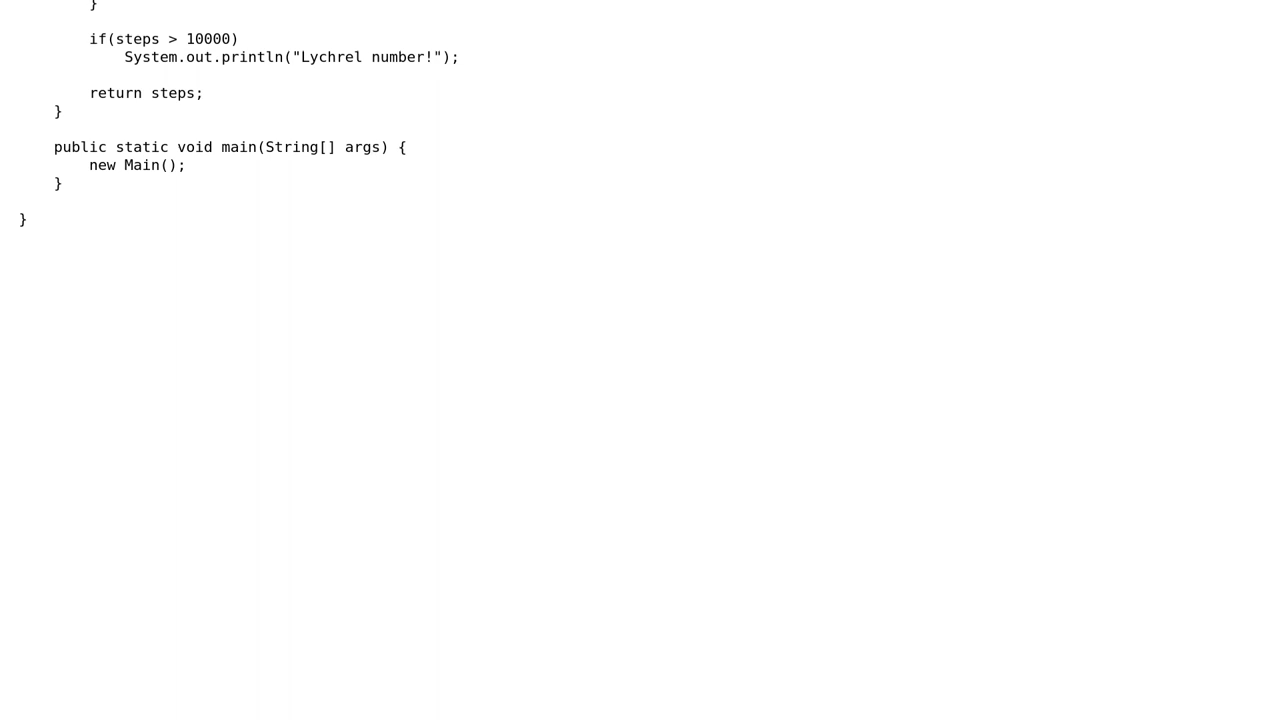 }

        if(steps > 10000)
            System.out.println("Lychrel number!");

        return steps;
    }

    public static void main(String[] args) {
        new Main();
    }

}